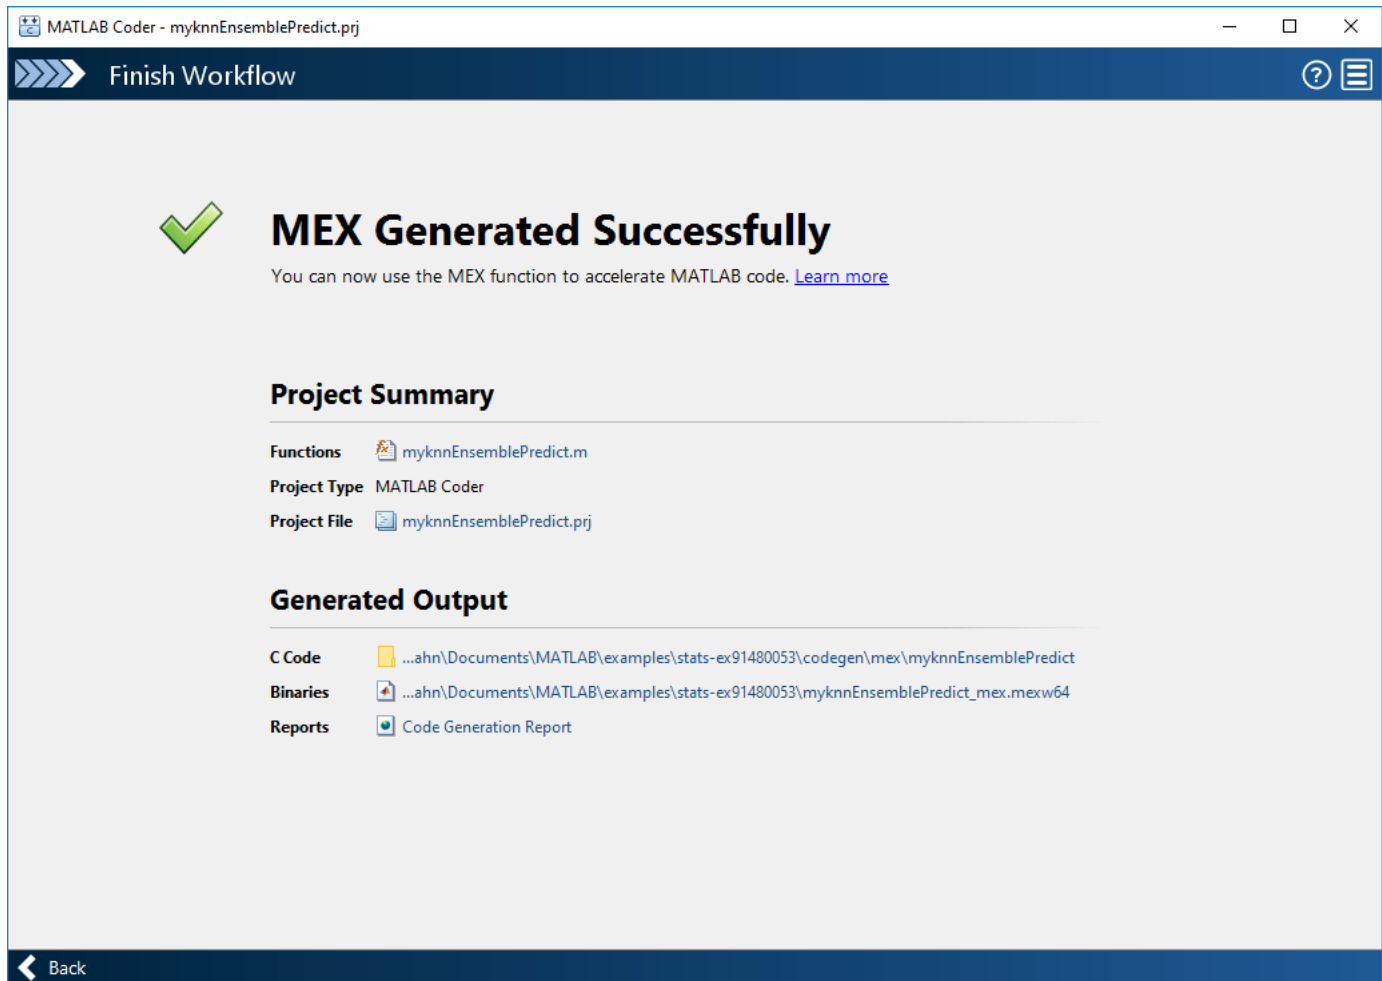 MATLAB Coder - myknnEnsemblePredict.prj
Finish Workflow
MEX Generated Successfully
You can now use the MEX function to accelerate MATLAB code. Learn more
Project Summary
Functions myknnEnsemblePredict.m
Project Type MATLAB Coder
Project File myknnEnsemblePredict.prj
Generated Output
C Code ...ahn\Documents\MATLAB\examples\stats-ex91480053\codegen\mex\myknnEnsemblePredict
Binaries ...ahn\Documents\MATLAB\examples\stats-ex91480053\myknnEnsemblePredict_mex.mexw64
Reports Code Generation Report
Back